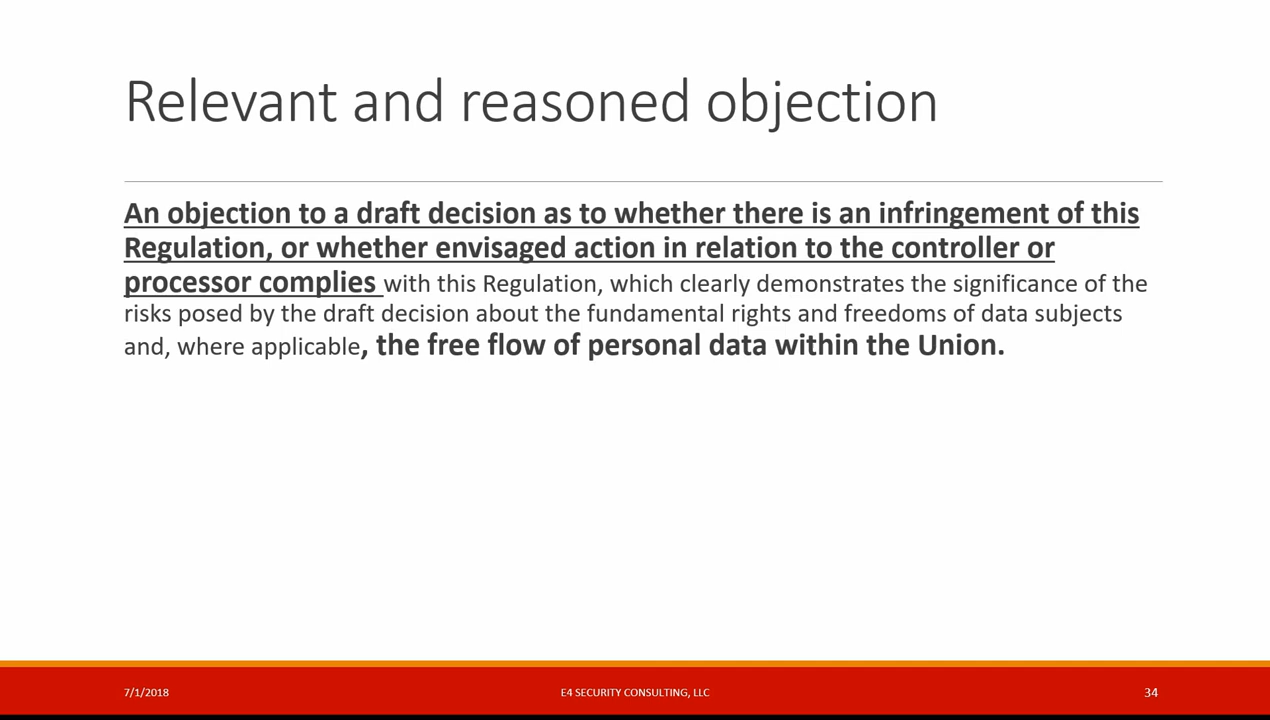 Relevant and reasoned objection
An objection to a draft decision as to whether there is an infringement of this
Regulation, or whether envisaged action in relation to the controller or
processor complies with this Regulation, which clearly demonstrates the significance of the
risks posed by the draft decision about the fundamental rights and freedoms of data subjects
and, where applicable, the free flow of personal data within the Union.
7/1/2018 E4 SECURITY CONSULTING, LLC 34